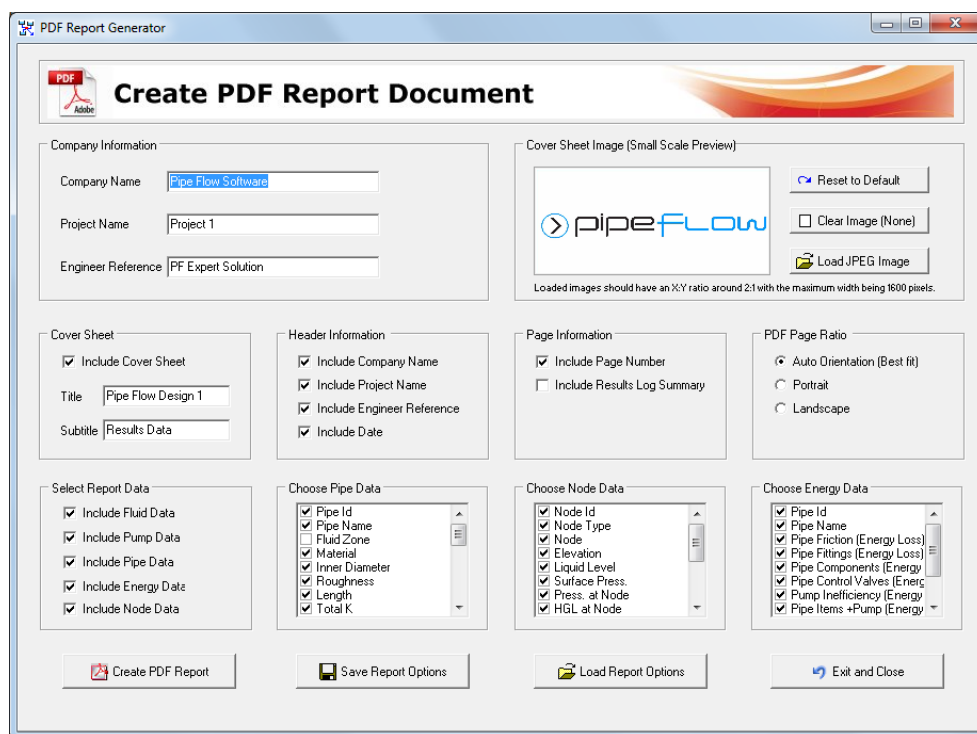 PDF Report Generator
PDF
Adobe
Create PDF Report Document
Company Information
Company Name
Pipe Flow Software
Project Name
Project 1
Engineer Reference
PF Expert Solution
Cover Sheet Image (Small Scale Preview)
pipeFLOW
Reset to Default
Clear Image (None)
Load JPEG Image
Loaded images should have an X:Y ratio around 2:1 with the maximum width being 1600 pixels.
Cover Sheet
Include Cover Sheet
Title
Pipe Flow Design 1
Subtitle
Results Data
Header Information
Include Company Name
Include Project Name
Include Engineer Reference
Include Date
Page Information
Include Page Number
Include Results Log Summary
PDF Page Ratio
Auto Orientation (Best fit)
Portrait
Landscape
Select Report Data
Include Fluid Data
Include Pump Data
Include Pipe Data
Include Energy Data
Include Node Data
Choose Pipe Data
Pipe Id
Pipe Name
Fluid Zone
Material
Inner Diameter
Roughness
Length
Total K
Choose Node Data
Node Id
Node Type
Node
Elevation
Liquid Level
Surface Press.
Press. at Node
HGL at Node
Choose Energy Data
Pipe Id
Pipe Name
Pipe Friction (Energy Loss)
Pipe Fittings (Energy Loss)
Pipe Components (Energy
Pipe Control Valves (Energ
Pump Inefficiency (Energy
Pipe Items +Pump (Energy
Create PDF Report
Save Report Options
Load Report Options
Exit and Close